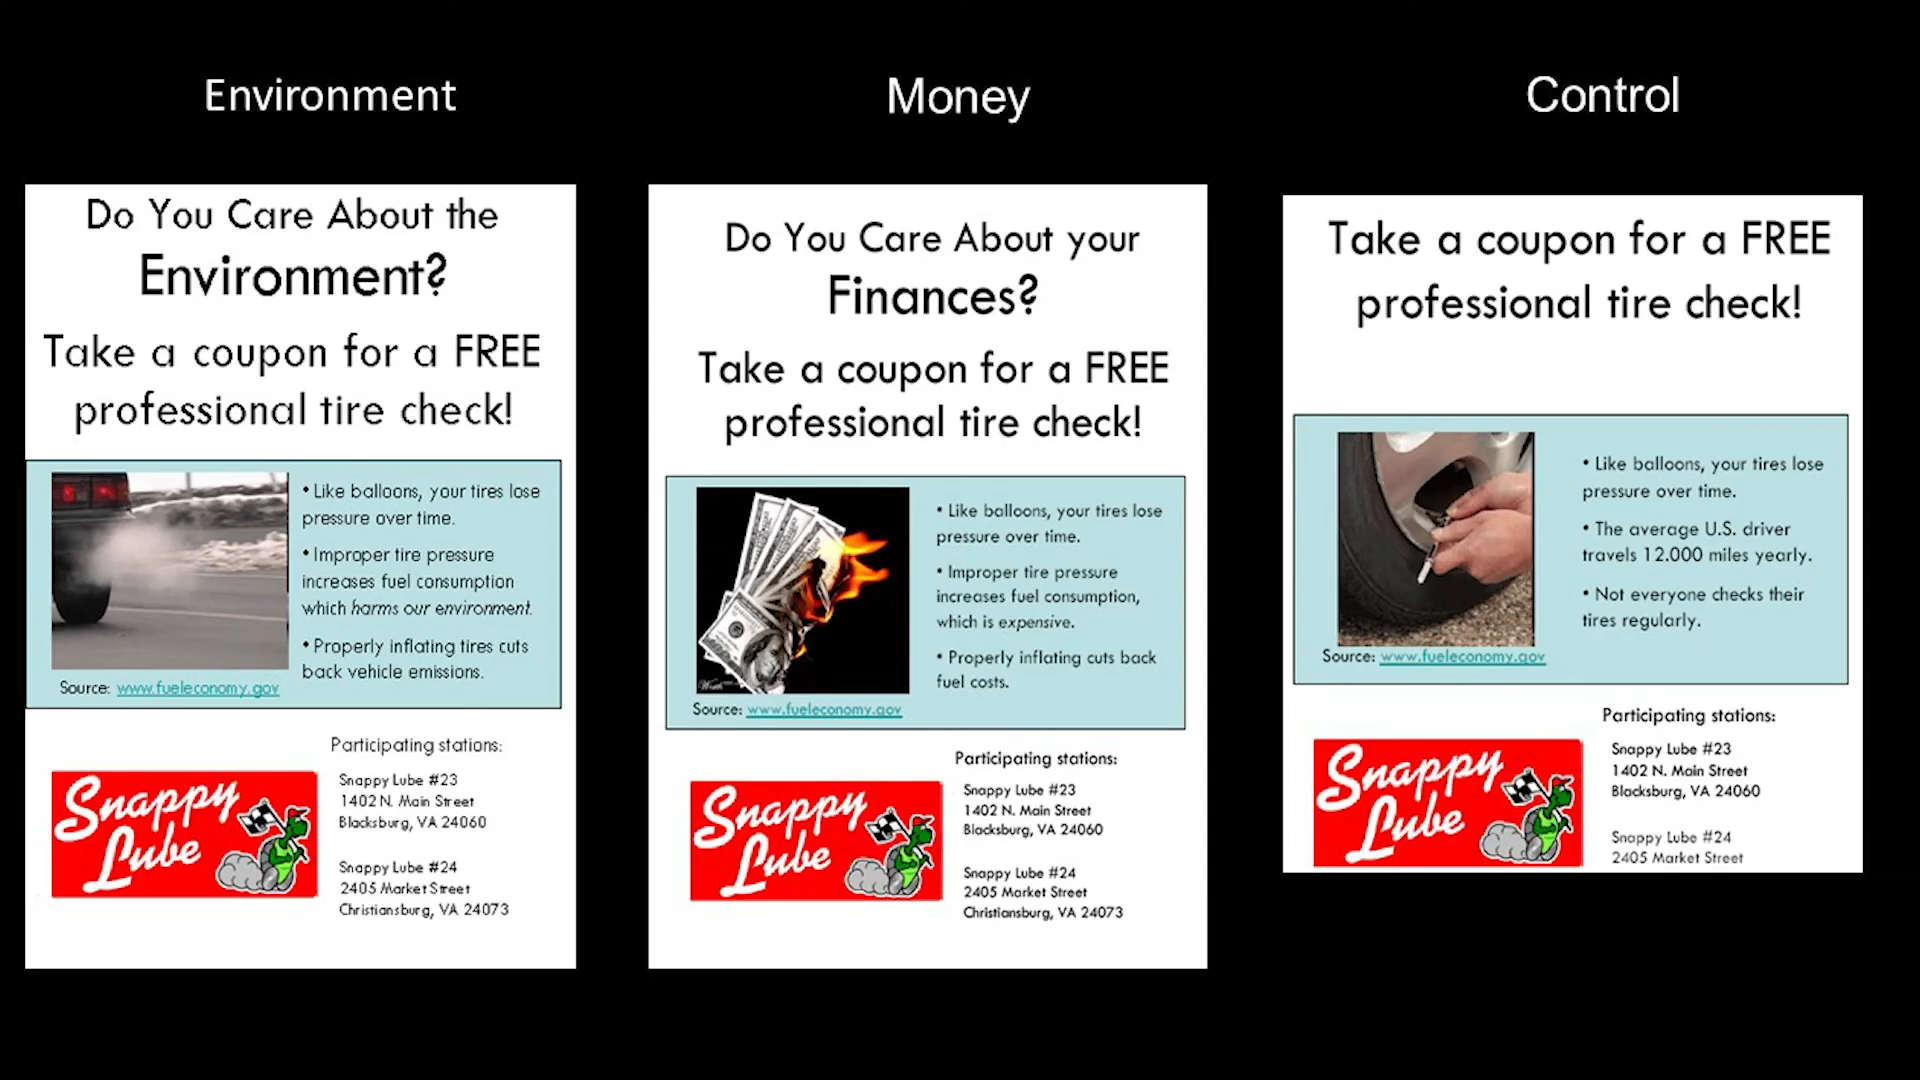 Environment
Do You Care About the
Environment?
Take a coupon for a FREE
professional tire check!
• Like balloons, your tires lose
pressure over time.
• Improper tire pressure
increases fuel consumption
which harms our environment.
• Properly inflating tires cuts
back vehicle emissions.
Source: www.fueleconomy.gov
Snappy
Lube
Participating stations:
Snappy Lube #23
1402 N. Main Street
Blacksburg, VA 24060
Snappy Lube #24
2405 Market Street
Christiansburg, VA 24073
Money
Do You Care About your
Finances?
Take a coupon for a FREE
professional tire check!
• Like balloons, your tires lose
pressure over time.
• Improper tire pressure
increases fuel consumption,
which is expensive.
• Properly inflating cuts back
fuel costs.
Source: www.fueleconomy.gov
Snappy
Lube
Participating stations:
Snappy Lube #23
1402 N. Main Street
Blacksburg, VA 24060
Snappy Lube #24
2405 Market Street
Christiansburg, VA 24073
Control
Take a coupon for a FREE
professional tire check!
• Like balloons, your tires lose
pressure over time.
• The average U.S. driver
travels 12.000 miles yearly.
• Not everyone checks their
tires regularly.
Source: www.fueleconomy.gov
Snappy
Lube
Participating stations:
Snappy Lube #23
1402 N. Main Street
Blacksburg, VA 24060
Snappy Lube #24
2405 Market Street